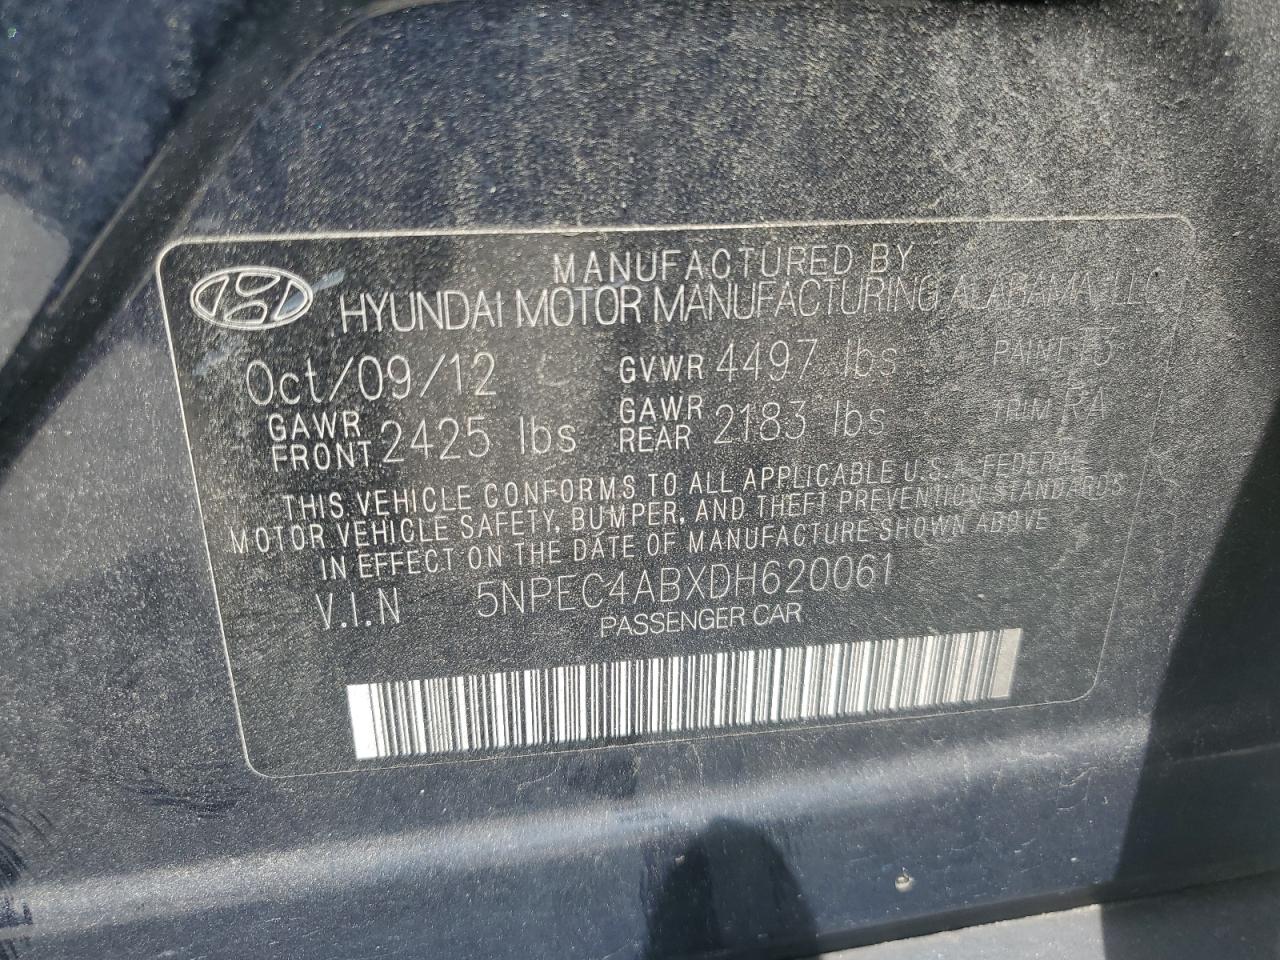 MANUFACTURED BY
HYUNDAI MOTOR MANUFACTURING ALABAMA, LLC
Oct/09/12 GVWR 4497 lbs PAINT
GAWR FRONT 2425 lbs GAWR REAR 2183 lbs TRIM RA
THIS VEHICLE CONFORMS TO ALL APPLICABLE U.S.A. FEDERAL
MOTOR VEHICLE SAFETY, BUMPER, AND THEFT PREVENTION STANDARDS
IN EFFECT ON THE DATE OF MANUFACTURE SHOWN ABOVE
V.I.N 5NPEC4ABXDH620061
PASSENGER CAR